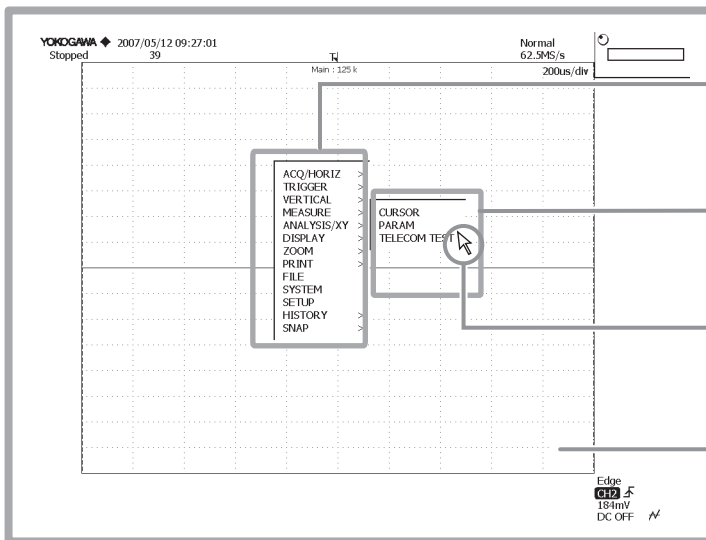 YOKOGAWA ◆ 2007/05/12 09:27:01
Normal
Stopped 39
62.5MS/s
Main : 125 k
200us/div
ACQ/HORIZ >
TRIGGER >
VERTICAL >
MEASURE >
ANALYSIS/XY >
DISPLAY >
ZOOM >
PRINT >
FILE
SYSTEM
SETUP
HISTORY >
SNAP >
CURSOR
PARAM
TELECOM TEST
Edge
CH2
184mV
DC OFF